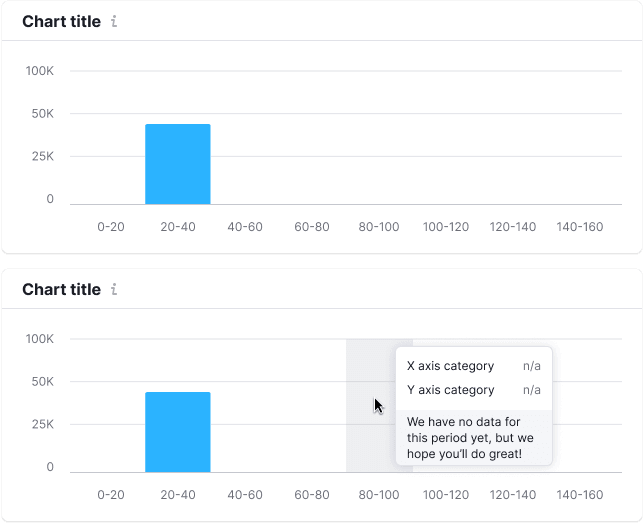 Chart title i
100K
50K
25K
0
0-20 20-40 40-60 60-80 80-100 100-120 120-140 140-160
Chart title i
100K
50K
25K
0
X axis category n/a
Y axis category n/a
We have no data for
this period yet, but we
hope you'll do great!
0-20 20-40 40-60 60-80 80-100 100-120 120-140 140-160